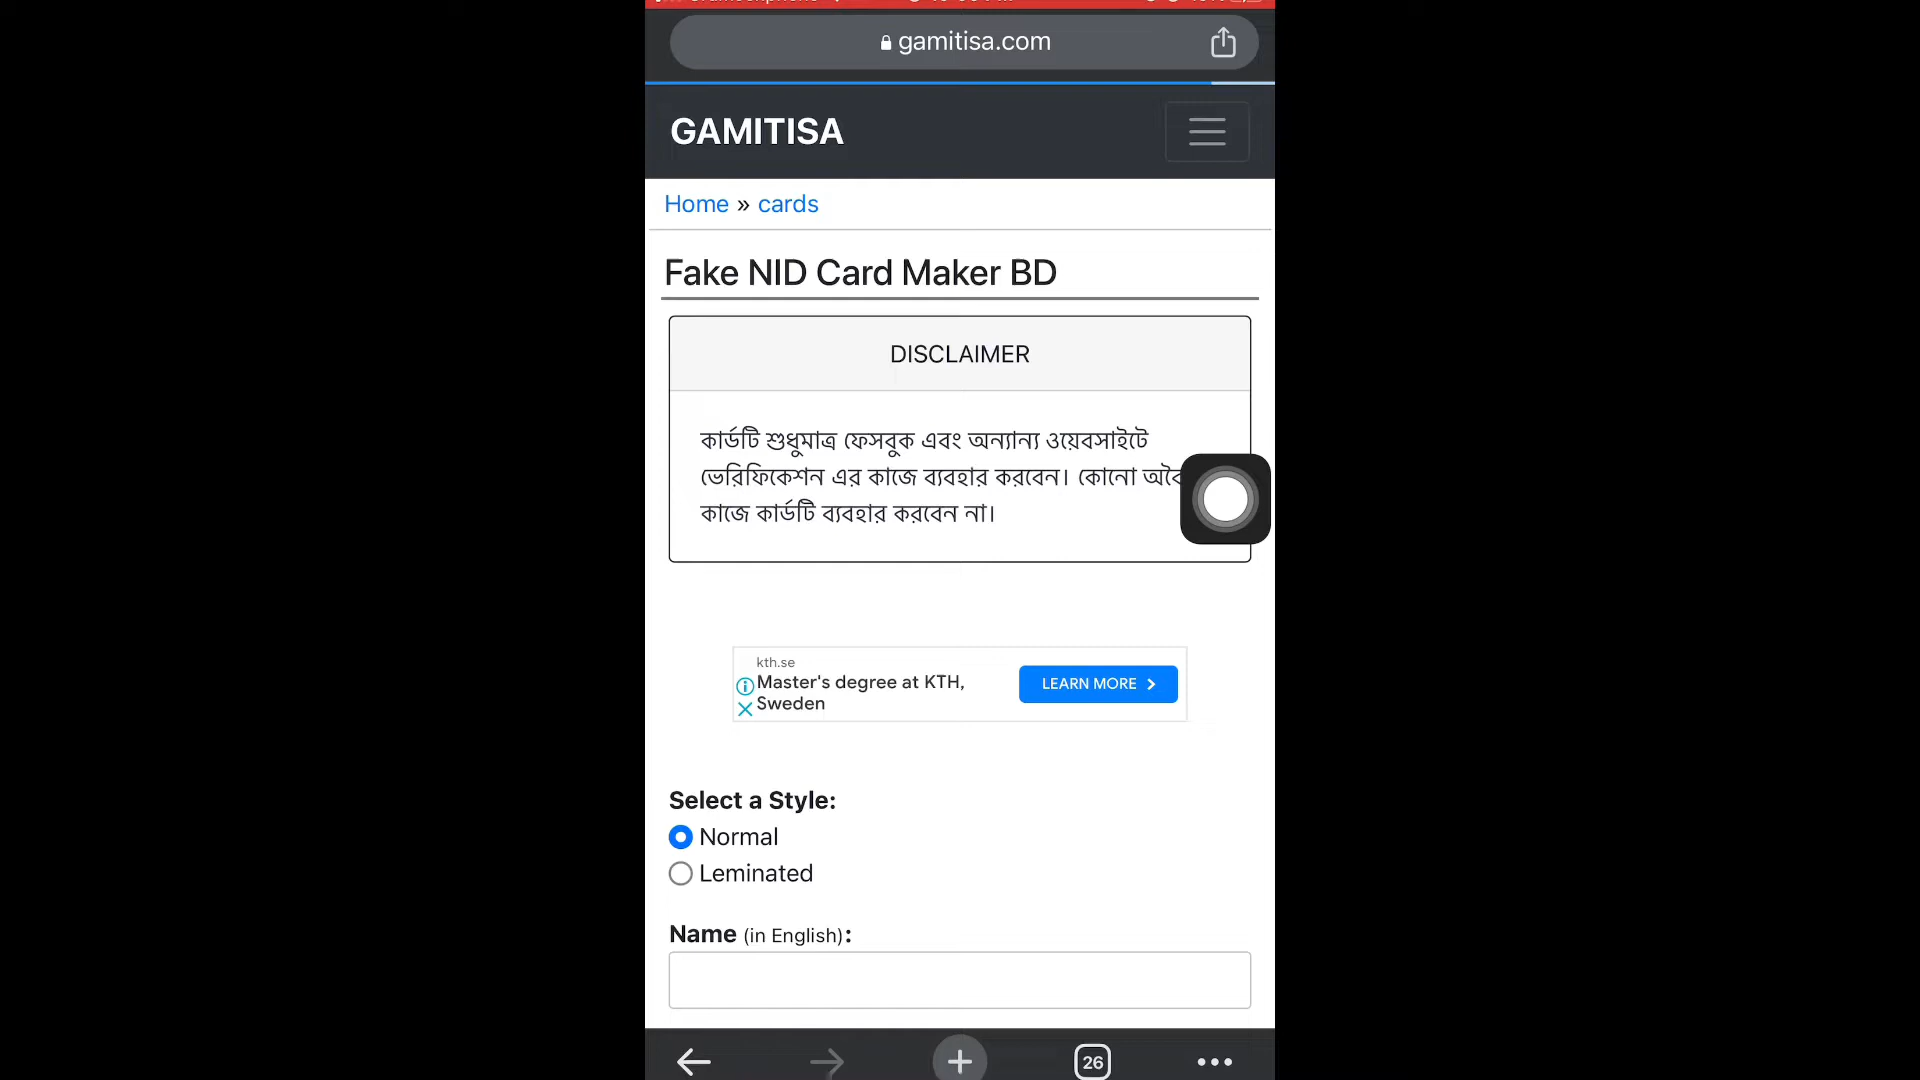 gamitisa.com
GAMITISA
Home » cards
Fake NID Card Maker BD
DISCLAIMER
কার্ডটি শুধুমাত্র ফেসবুক এবং অন্যান্য ওয়েবসাইটে
ভেরিফিকেশন এর কাজে ব্যবহার করবেন। কোনো
কাজে কার্ডটি ব্যবহার করবেন না।
kth.se
Master's degree at KTH,
Sweden
LEARN MORE
Select a Style:
Normal
Leminated
Name (in English):
26